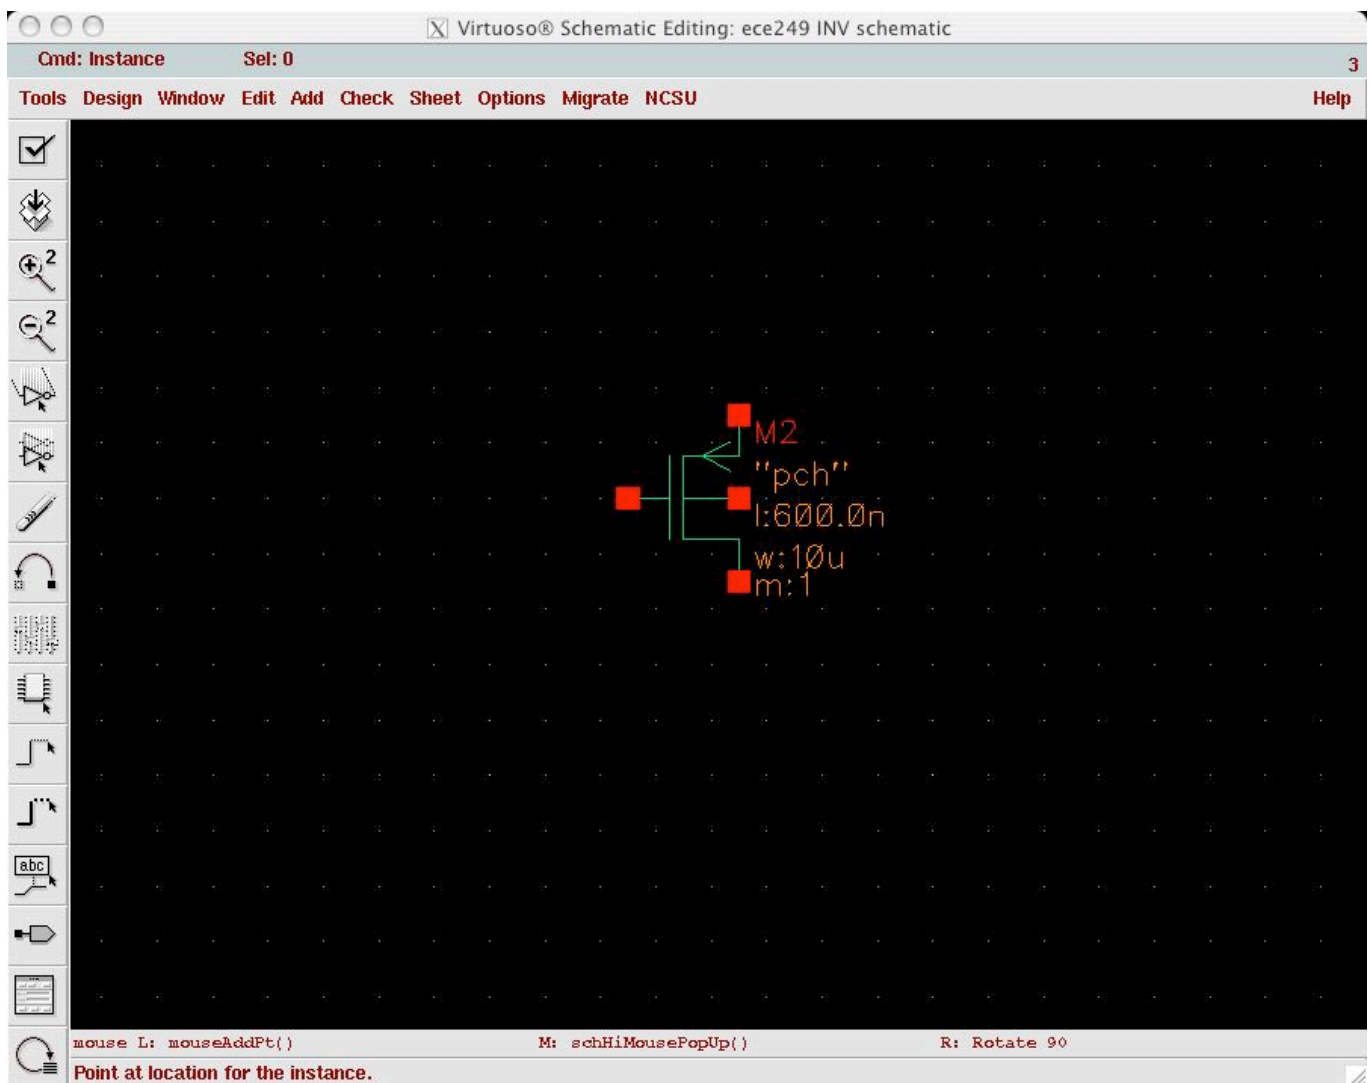 X Virtuoso® Schematic Editing: ece249 INV schematic
Cmd: Instance Sel: 0 3
Tools Design Window Edit Add Check Sheet Options Migrate NCSU Help
2
2
M2
"pch"
l:600.0n
w:10u
m:1
abc
mouse L: mouseAddPt() M: schHiMousePopUp() R: Rotate 90
Point at location for the instance.